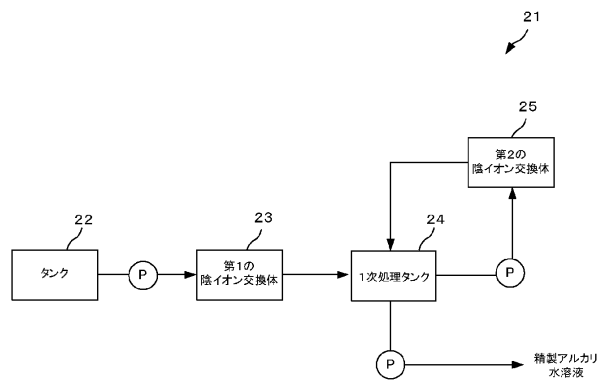 21
25
第2の
陰イオン交換体
22
23
24
タンク
P
第1の
陰イオン交換体
1次処理タンク
P
P
精製アルカリ
水溶液